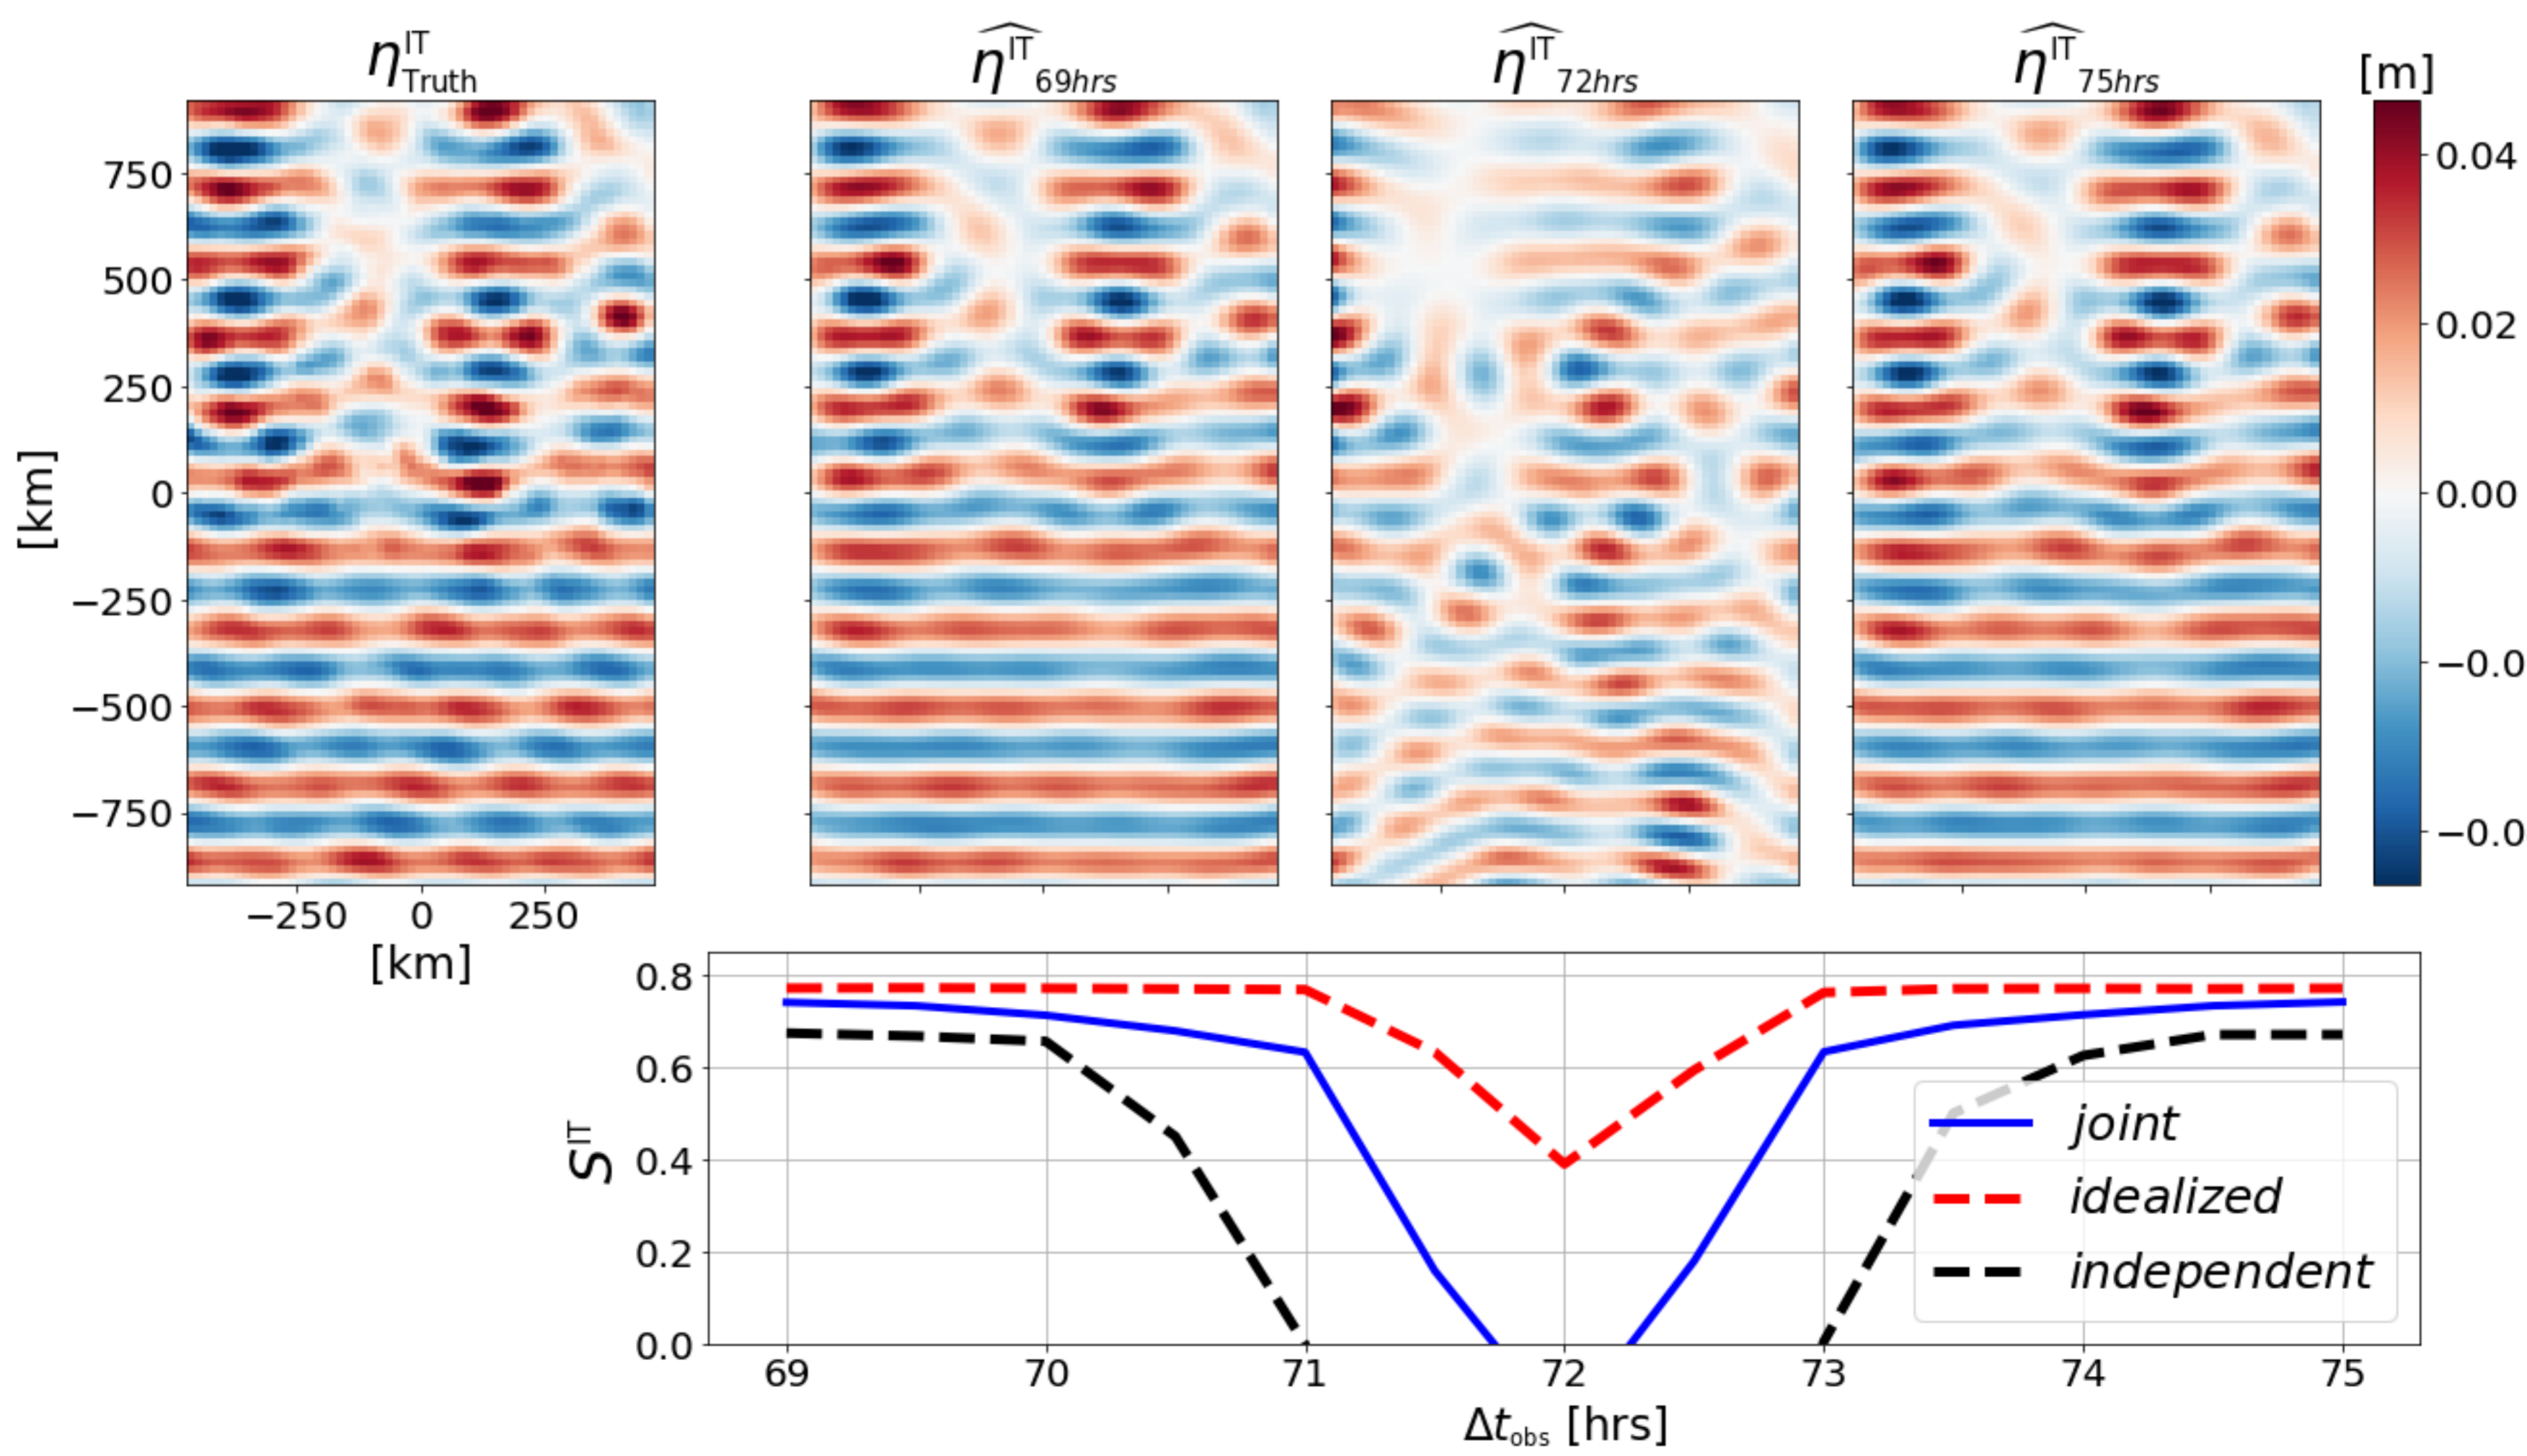 η^IT_Truth
η^IT_69hrs
η^IT_72hrs
η^IT_75hrs
[m]
750
500
250
0
−250
−500
−750
[km]
−250 0 250
[km]
0.04
0.02
0.00
−0.0
−0.0
0.8
0.6
0.4
0.2
0.0
S^IT
joint
idealized
independent
69 70 71 72 73 74 75
Δt_obs [hrs]